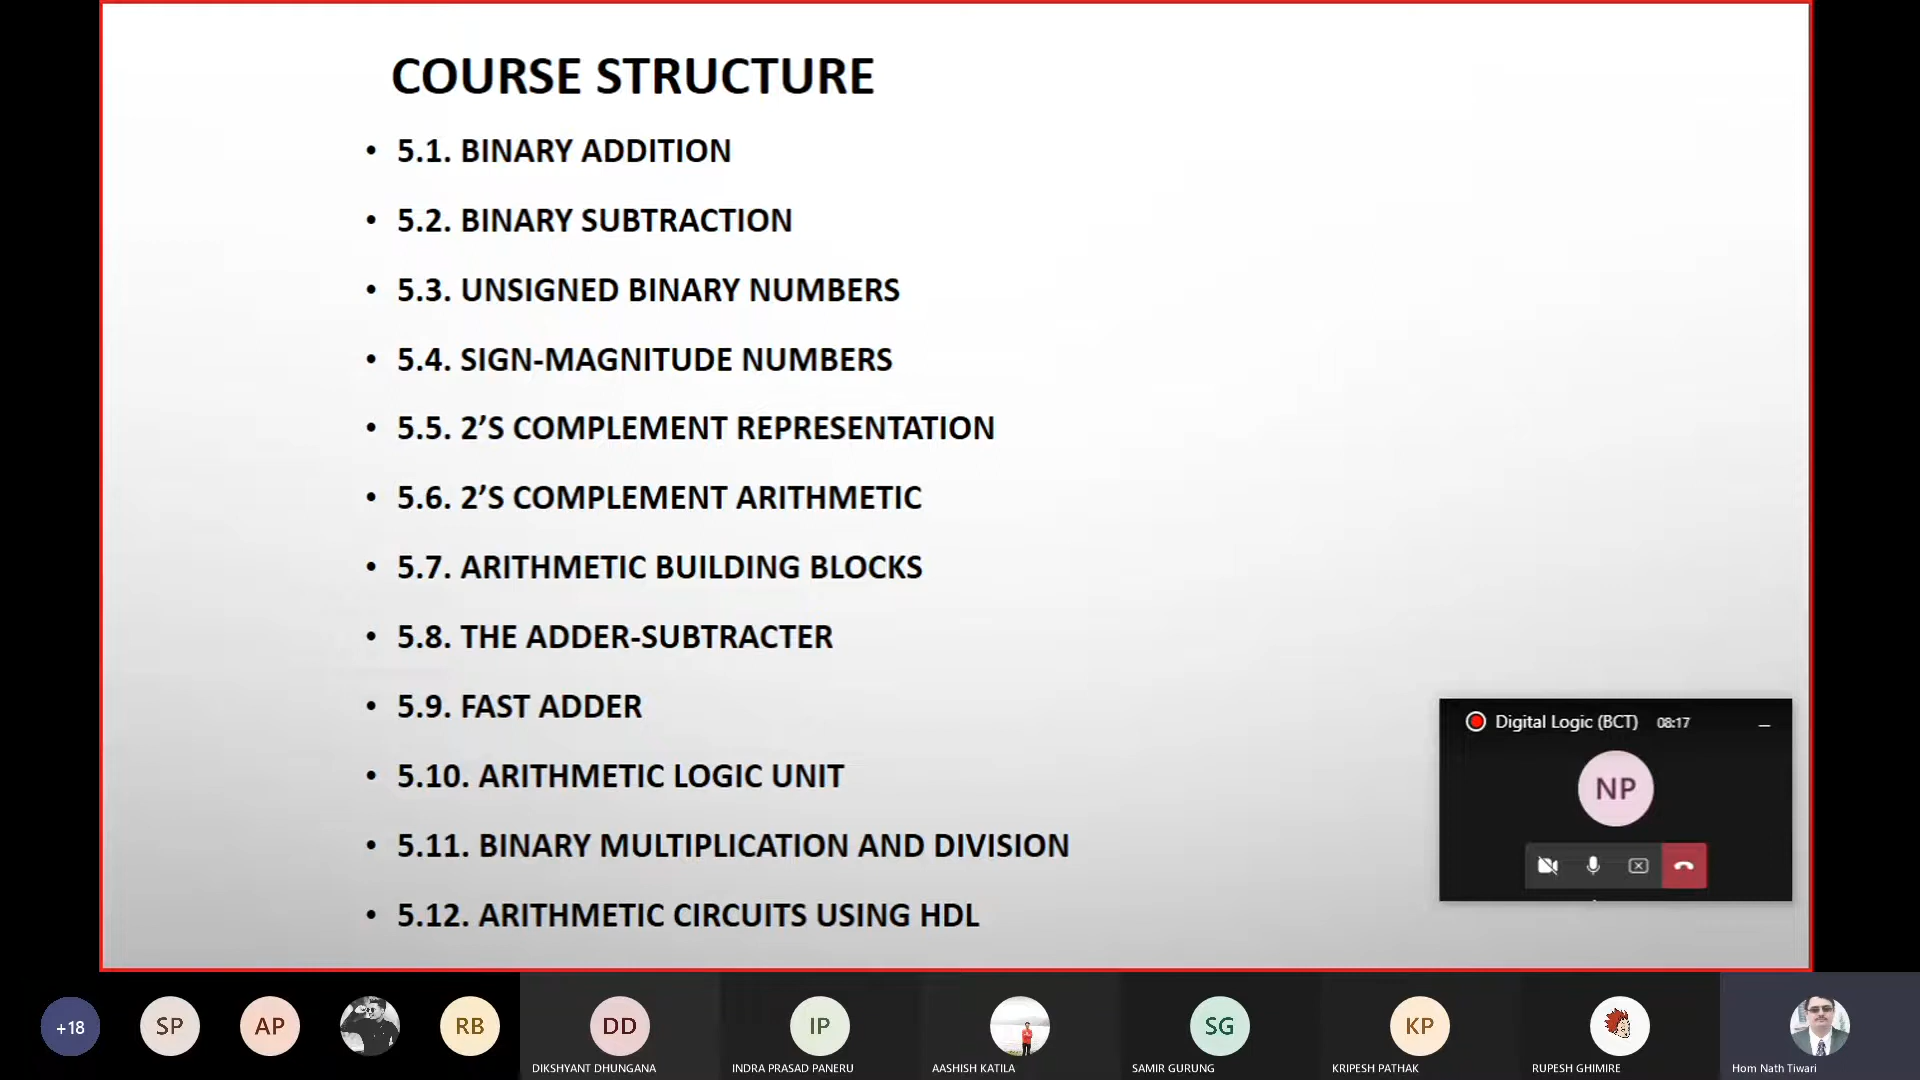 COURSE STRUCTURE
• 5.1. BINARY ADDITION
• 5.2. BINARY SUBTRACTION
• 5.3. UNSIGNED BINARY NUMBERS
• 5.4. SIGN-MAGNITUDE NUMBERS
• 5.5. 2’S COMPLEMENT REPRESENTATION
• 5.6. 2’S COMPLEMENT ARITHMETIC
• 5.7. ARITHMETIC BUILDING BLOCKS
• 5.8. THE ADDER-SUBTRACTER
• 5.9. FAST ADDER
• 5.10. ARITHMETIC LOGIC UNIT
• 5.11. BINARY MULTIPLICATION AND DIVISION
• 5.12. ARITHMETIC CIRCUITS USING HDL
Digital Logic (BCT) 08:17
NP
+18 SP AP RB DD IP SG KP
DIKSHYANT DHUNGANA INDRA PRASAD PANERU AASHISH KATILA SAMIR GURUNG KRIPESH PATHAK RUPESH GHIMIRE Hom Nath Tiwari